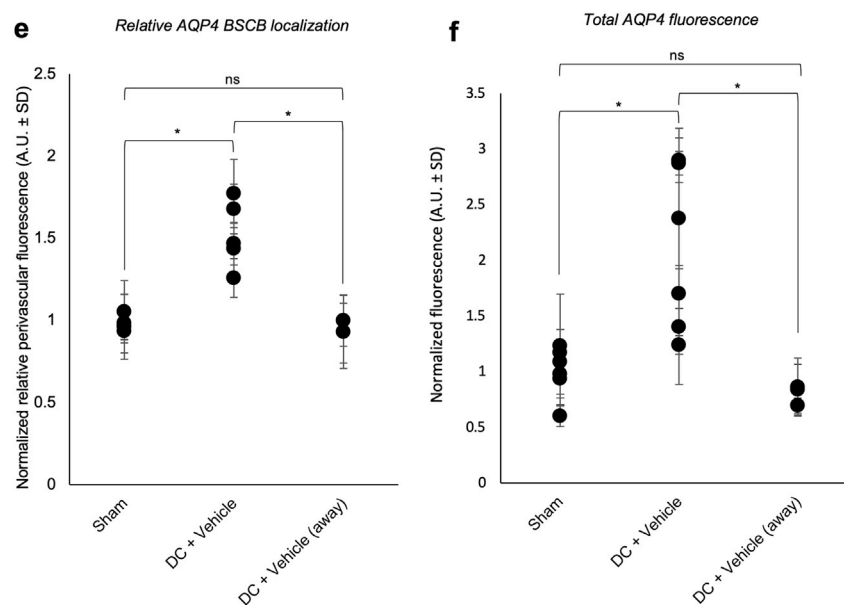 e
Relative AQP4 BSCB localization
Normalized relative perivascular fluorescence (A.U. ± SD)
2.5
2
1.5
1
0.5
0
ns
*
*
Sham
DC + Vehicle
DC + Vehicle (away)
f
Total AQP4 fluorescence
Normalized fluorescence (A.U. ± SD)
3.5
3
2.5
2
1.5
1
0.5
0
ns
*
*
Sham
DC + Vehicle
DC + Vehicle (away)